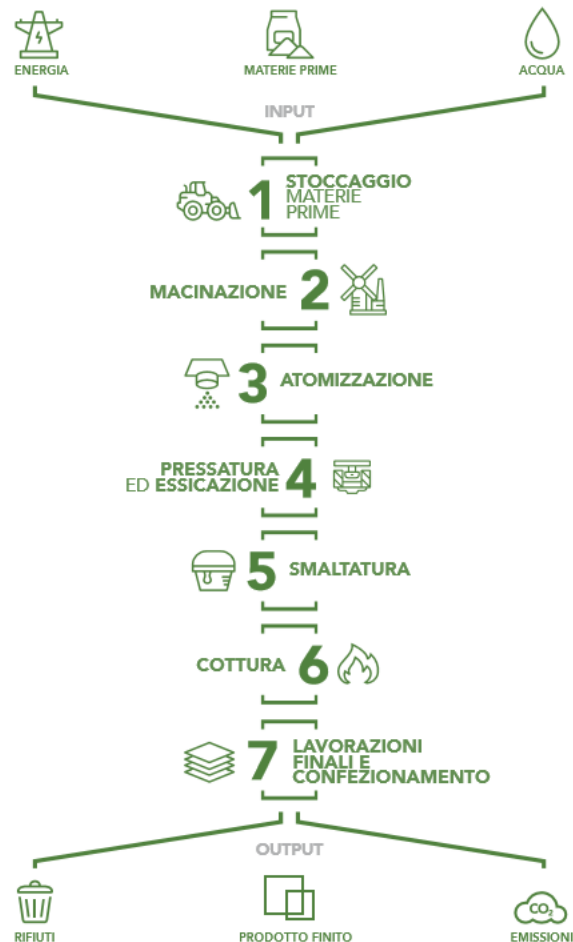 ENERGIA
MATERIE PRIME
ACQUA
INPUT
1
STOCCAGGIO
MATERIE
PRIME
MACINAZIONE 2
3 ATOMIZZAZIONE
PRESSATURA
ED ESSICAZIONE
4
5 SMALTATURA
COTTURA 6
7
LAVORAZIONI
FINALI E
CONFEZIONAMENTO
OUTPUT
RIFIUTI
PRODOTTO FINITO
CO₂
EMISSIONI